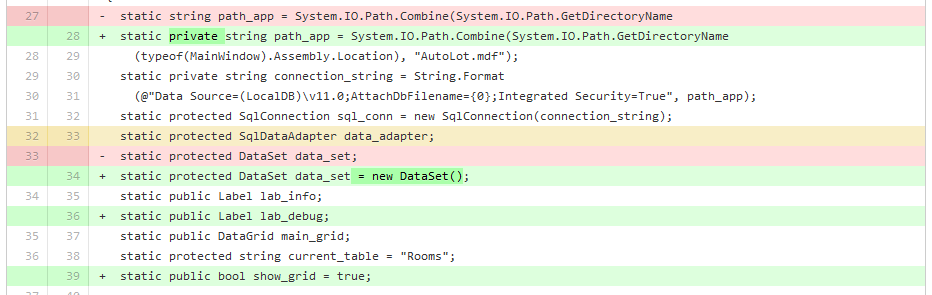 27 - static string path_app = System.IO.Path.Combine(System.IO.Path.GetDirectoryName
28 + static private string path_app = System.IO.Path.Combine(System.IO.Path.GetDirectoryName
28 29 (typeof(MainWindow).Assembly.Location), "AutoLot.mdf");
29 30 static private string connection_string = String.Format
30 31 (@"Data Source=(LocalDB)\v11.0;AttachDbFilename={0};Integrated Security=True", path_app);
31 32 static protected SqlConnection sql_conn = new SqlConnection(connection_string);
32 33 static protected SqlDataAdapter data_adapter;
33 - static protected DataSet data_set;
34 + static protected DataSet data_set = new DataSet();
34 35 static public Label lab_info;
36 + static public Label lab_debug;
35 37 static public DataGrid main_grid;
36 38 static protected string current_table = "Rooms";
39 + static public bool show_grid = true;